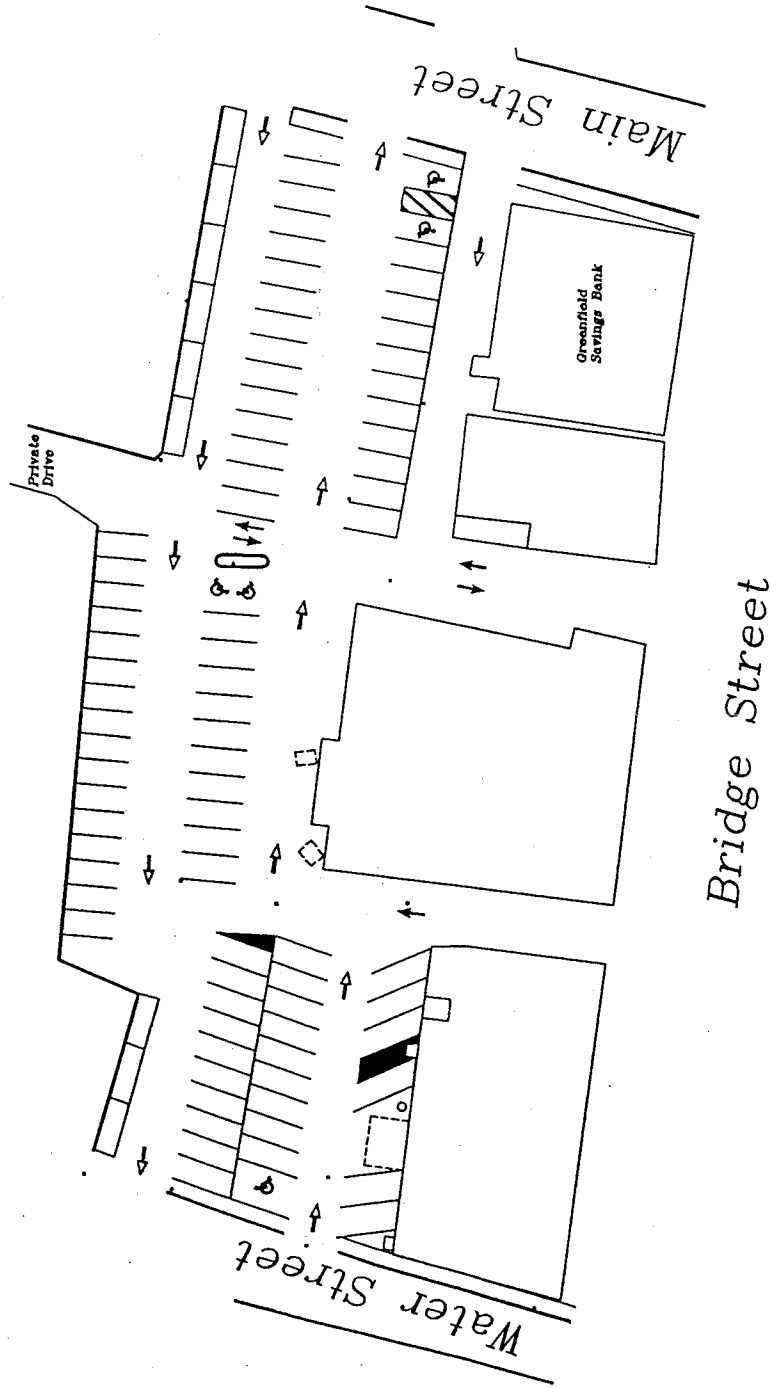 Main Street
Greenfield
Savings Bank
Private
Drive
Bridge Street
Water Street